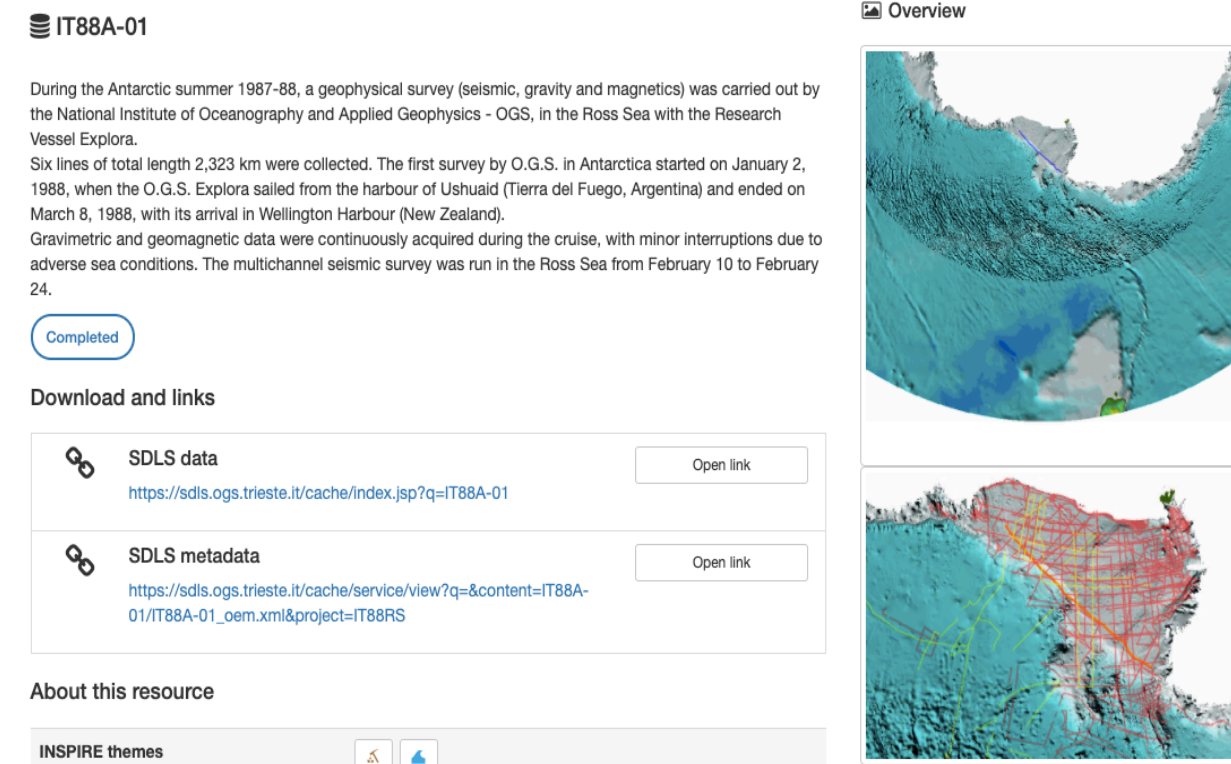 IT88A-01
Overview
During the Antarctic summer 1987-88, a geophysical survey (seismic, gravity and magnetics) was carried out by
the National Institute of Oceanography and Applied Geophysics - OGS, in the Ross Sea with the Research
Vessel Explora.
Six lines of total length 2,323 km were collected. The first survey by O.G.S. in Antarctica started on January 2,
1988, when the O.G.S. Explora sailed from the harbour of Ushuaid (Tierra del Fuego, Argentina) and ended on
March 8, 1988, with its arrival in Wellington Harbour (New Zealand).
Gravimetric and geomagnetic data were continuously acquired during the cruise, with minor interruptions due to
adverse sea conditions. The multichannel seismic survey was run in the Ross Sea from February 10 to February
24.
Completed
Download and links
SDLS data
Open link
https://sdls.ogs.trieste.it/cache/index.jsp?q=IT88A-01
SDLS metadata
Open link
https://sdls.ogs.trieste.it/cache/service/view?q=&content=IT88A-
01/IT88A-01_oem.xml&project=IT88RS
About this resource
INSPIRE themes